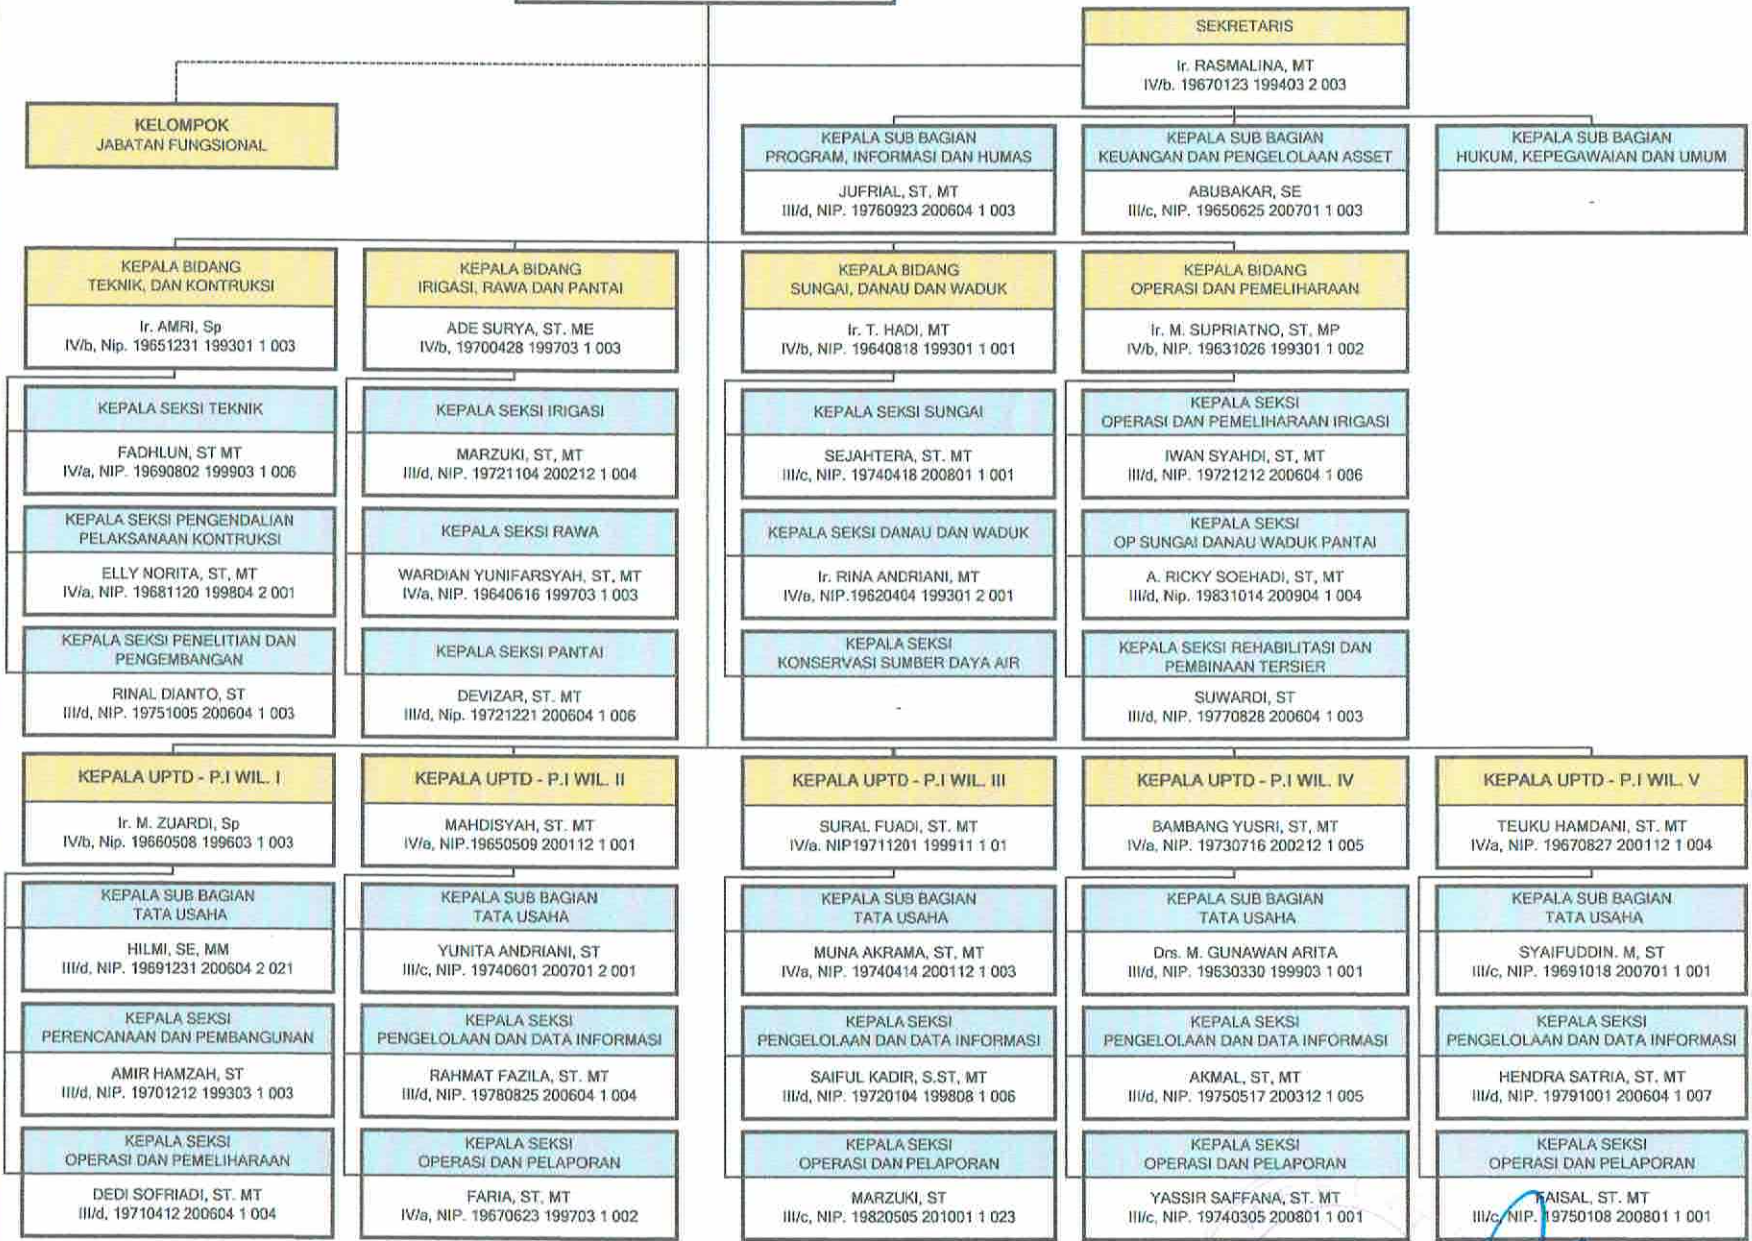 SEKRETARIS
Ir. RASMALINA, MT
IV/b. 19670123 199403 2 003
KELOMPOK
JABATAN FUNGSIONAL
KEPALA SUB BAGIAN
PROGRAM, INFORMASI DAN HUMAS
JUFRIAL, ST, MT
III/d, NIP. 19760923 200604 1 003
KEPALA SUB BAGIAN
KEUANGAN DAN PENGELOLAAN ASSET
ABUBAKAR, SE
III/c, NIP. 19650625 200701 1 003
KEPALA SUB BAGIAN
HUKUM, KEPEGAWAIAN DAN UMUM
-
KEPALA BIDANG
TEKNIK, DAN KONTRUKSI
Ir. AMRI, Sp
IV/b, Nip. 19651231 199301 1 003
KEPALA SEKSI TEKNIK
FADHLUN, ST MT
IV/a, NIP. 19690802 199903 1 006
KEPALA SEKSI PENGENDALIAN
PELAKSANAAN KONTRUKSI
ELLY NORITA, ST, MT
IV/a, NIP. 19681120 199804 2 001
KEPALA SEKSI PENELITIAN DAN
PENGEMBANGAN
RINAL DIANTO, ST
III/d, NIP. 19751005 200604 1 003
KEPALA BIDANG
IRIGASI, RAWA DAN PANTAI
ADE SURYA, ST. ME
IV/b, 19700428 199703 1 003
KEPALA SEKSI IRIGASI
MARZUKI, ST, MT
III/d, NIP. 19721104 200212 1 004
KEPALA SEKSI RAWA
WARDIAN YUNIFARSYAH, ST, MT
IV/a, NIP. 19640616 199703 1 003
KEPALA SEKSI PANTAI
DEVIZAR, ST. MT
III/d, Nip. 19721221 200604 1 006
KEPALA BIDANG
SUNGAI, DANAU DAN WADUK
Ir. T. HADI, MT
IV/b, NIP. 19640818 199301 1 001
KEPALA SEKSI SUNGAI
SEJAHTERA, ST. MT
III/c, NIP. 19740418 200801 1 001
KEPALA SEKSI DANAU DAN WADUK
Ir. RINA ANDRIANI, MT
IV/a, NIP.19620404 199301 2 001
KEPALA SEKSI
KONSERVASI SUMBER DAYA AIR
-
KEPALA BIDANG
OPERASI DAN PEMELIHARAAN
Ir. M. SUPRIATNO, ST, MP
IV/b, NIP. 19631026 199301 1 002
KEPALA SEKSI
OPERASI DAN PEMELIHARAAN IRIGASI
IWAN SYAHDI, ST, MT
III/d, NIP. 19721212 200604 1 006
KEPALA SEKSI
OP SUNGAI DANAU WADUK PANTAI
A. RICKY SOEHADI, ST, MT
III/d, Nip. 19831014 200904 1 004
KEPALA SEKSI REHABILITASI DAN
PEMBINAAN TERSIER
SUWARDI, ST
III/d, NIP. 19770828 200604 1 003
KEPALA UPTD - P.I WIL. I
Ir. M. ZUARDI, Sp
IV/b, Nip. 19660508 199603 1 003
KEPALA SUB BAGIAN
TATA USAHA
HILMI, SE, MM
III/d, NIP. 19691231 200604 2 021
KEPALA SEKSI
PERENCANAAN DAN PEMBANGUNAN
AMIR HAMZAH, ST
III/d, NIP. 19701212 199303 1 003
KEPALA SEKSI
OPERASI DAN PEMELIHARAAN
DEDI SOFRIADI, ST. MT
III/d, 19710412 200604 1 004
KEPALA UPTD - P.I WIL. II
MAHDISYAH, ST. MT
IV/a, NIP.19650509 200112 1 001
KEPALA SUB BAGIAN
TATA USAHA
YUNITA ANDRIANI, ST
III/c, NIP. 19740601 200701 2 001
KEPALA SEKSI
PENGELOLAAN DAN DATA INFORMASI
RAHMAT FAZILA, ST. MT
III/d, NIP. 19780825 200604 1 004
KEPALA SEKSI
OPERASI DAN PELAPORAN
FARIA, ST, MT
IV/a, NIP. 19670623 199703 1 002
KEPALA UPTD - P.I WIL. III
SURAL FUADI, ST. MT
IV/a. NIP19711201 199911 1 01
KEPALA SUB BAGIAN
TATA USAHA
MUNA AKRAMA, ST, MT
IV/a, NIP. 19740414 200112 1 003
KEPALA SEKSI
PENGELOLAAN DAN DATA INFORMASI
SAIFUL KADIR, S.ST, MT
III/d, NIP. 19720104 199808 1 006
KEPALA SEKSI
OPERASI DAN PELAPORAN
MARZUKI, ST
III/c, NIP. 19820505 201001 1 023
KEPALA UPTD - P.I WIL. IV
BAMBANG YUSRI, ST, MT
IV/a, NIP. 19730716 200212 1 005
KEPALA SUB BAGIAN
TATA USAHA
Drs. M. GUNAWAN ARITA
III/d, NIP. 19630330 199903 1 001
KEPALA SEKSI
PENGELOLAAN DAN DATA INFORMASI
AKMAL, ST, MT
III/d, NIP. 19750517 200312 1 005
KEPALA SEKSI
OPERASI DAN PELAPORAN
YASSIR SAFFANA, ST. MT
III/c, NIP. 19740305 200801 1 001
KEPALA UPTD - P.I WIL. V
TEUKU HAMDANI, ST. MT
IV/a, NIP. 19670827 200112 1 004
KEPALA SUB BAGIAN
TATA USAHA
SYAIFUDDIN. M, ST
III/c, NIP. 19691018 200701 1 001
KEPALA SEKSI
PENGELOLAAN DAN DATA INFORMASI
HENDRA SATRIA, ST. MT
III/d, NIP. 19791001 200604 1 007
KEPALA SEKSI
OPERASI DAN PELAPORAN
FAISAL, ST. MT
III/c, NIP. 19750108 200801 1 001